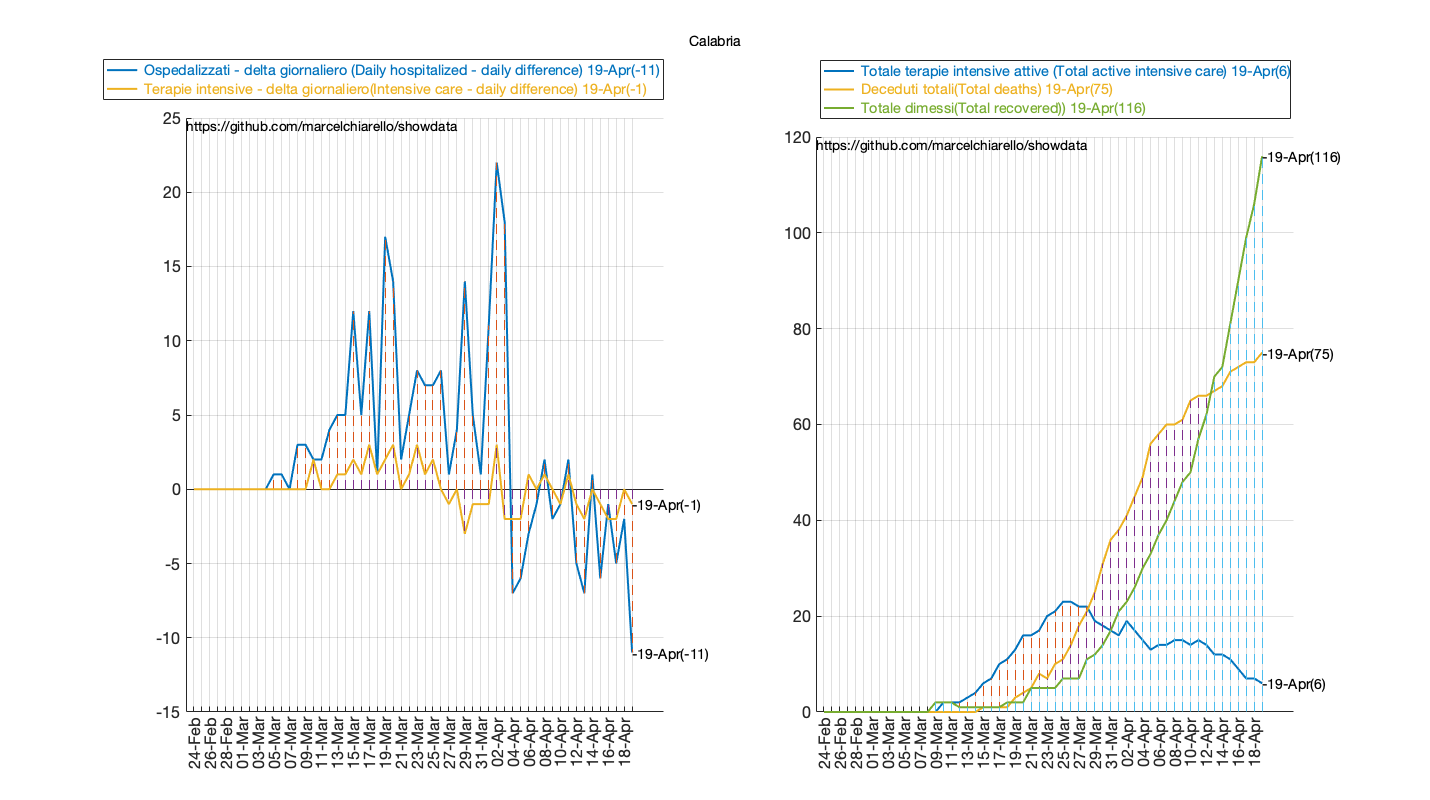 Calabria
Ospedalizzati - delta giornaliero (Daily hospitalized - daily difference) 19-Apr(-11)
Terapie intensive - delta giornaliero(Intensive care - daily difference) 19-Apr(-1)
https://github.com/marcelchiarello/showdata
25
20
15
10
5
0
-5
-10
-15
-19-Apr(-1)
-19-Apr(-11)
24-Feb
26-Feb
28-Feb
01-Mar
03-Mar
05-Mar
07-Mar
09-Mar
11-Mar
13-Mar
15-Mar
17-Mar
19-Mar
21-Mar
23-Mar
25-Mar
27-Mar
29-Mar
31-Mar
02-Apr
04-Apr
06-Apr
08-Apr
10-Apr
12-Apr
14-Apr
16-Apr
18-Apr
Totale terapie intensive attive (Total active intensive care) 19-Apr(6)
Deceduti totali(Total deaths) 19-Apr(75)
Totale dimessi(Total recovered)) 19-Apr(116)
https://github.com/marcelchiarello/showdata
120
100
80
60
40
20
0
-19-Apr(116)
-19-Apr(75)
-19-Apr(6)
24-Feb
26-Feb
28-Feb
01-Mar
03-Mar
05-Mar
07-Mar
09-Mar
11-Mar
13-Mar
15-Mar
17-Mar
19-Mar
21-Mar
23-Mar
25-Mar
27-Mar
29-Mar
31-Mar
02-Apr
04-Apr
06-Apr
08-Apr
10-Apr
12-Apr
14-Apr
16-Apr
18-Apr